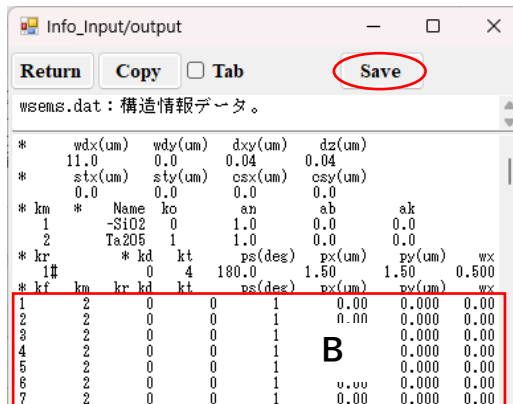 Info_Input/output
Return Copy Tab Save
wsems.dat：構造情報データ。
* wdx(um) wdy(um) dxy(um) dz(um)
11.0 0.0 0.04 0.04
* stx(um) sty(um) csx(um) csy(um)
0.0 0.0 0.0 0.0
* km * Name ko an ab ak
1 -SiO2 0 1.0 0.0 0.0
2 Ta2O5 1 1.0 0.0 0.0
* kr * kd kt ps(deg) px(um) py(um) wx
1# 0 4 180.0 1.50 1.50 0.500
* kf km kr kd kt ps(deg) px(um) py(um) wx
1 2 0 0 1 0.00 0.000 0.00
2 2 0 0 1 0.00 0.000 0.00
3 2 0 0 1 0.000 0.00
4 2 0 0 1 B 0.000 0.00
5 2 0 0 1 0.000 0.00
6 2 0 0 1 0.00 0.000 0.00
7 2 0 0 1 0.00 0.000 0.00